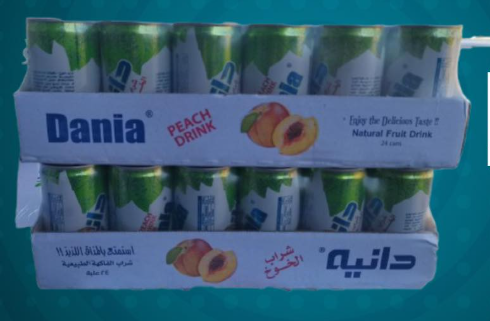 Dania®
PEACH
DRINK
Enjoy the Delicious Taste !!
Natural Fruit Drink
24 cans
استمتع بالمذاق اللذيذ !!
شراب الفاكهة الطبيعية
٢٤ علبة
شراب
الخوخ
دانيه®